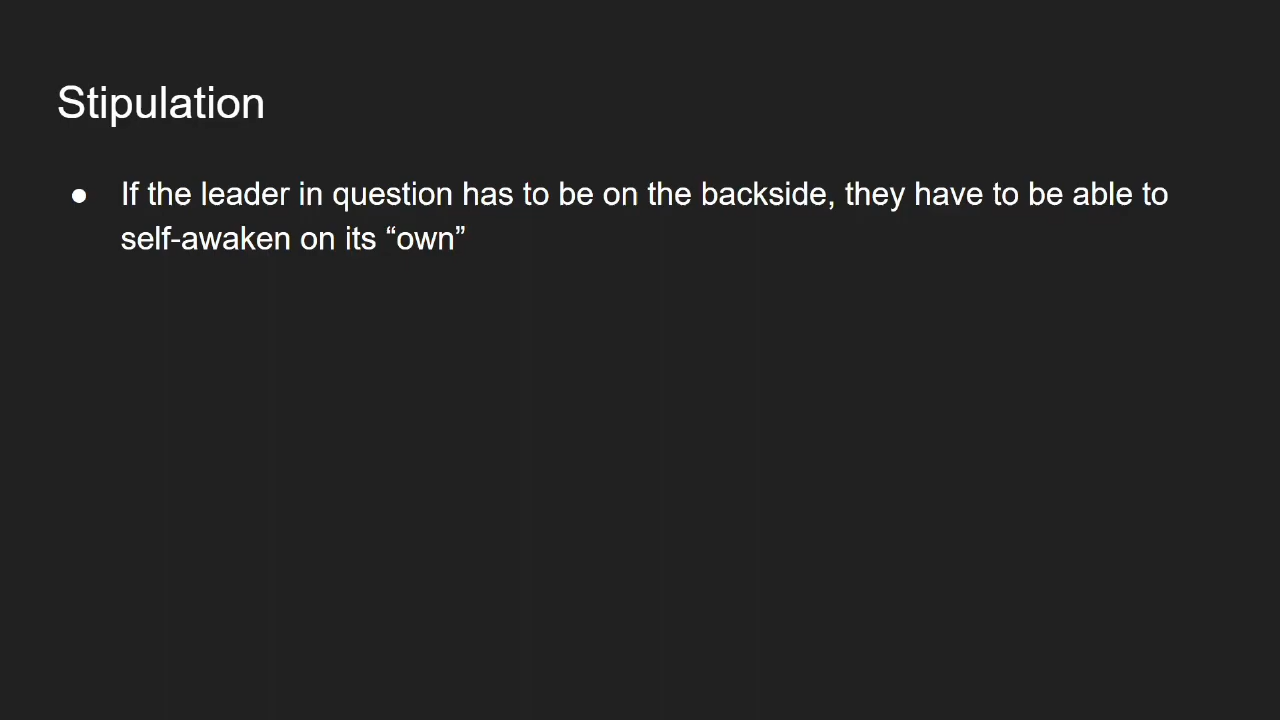 Stipulation
● If the leader in question has to be on the backside, they have to be able to
self-awaken on its “own”